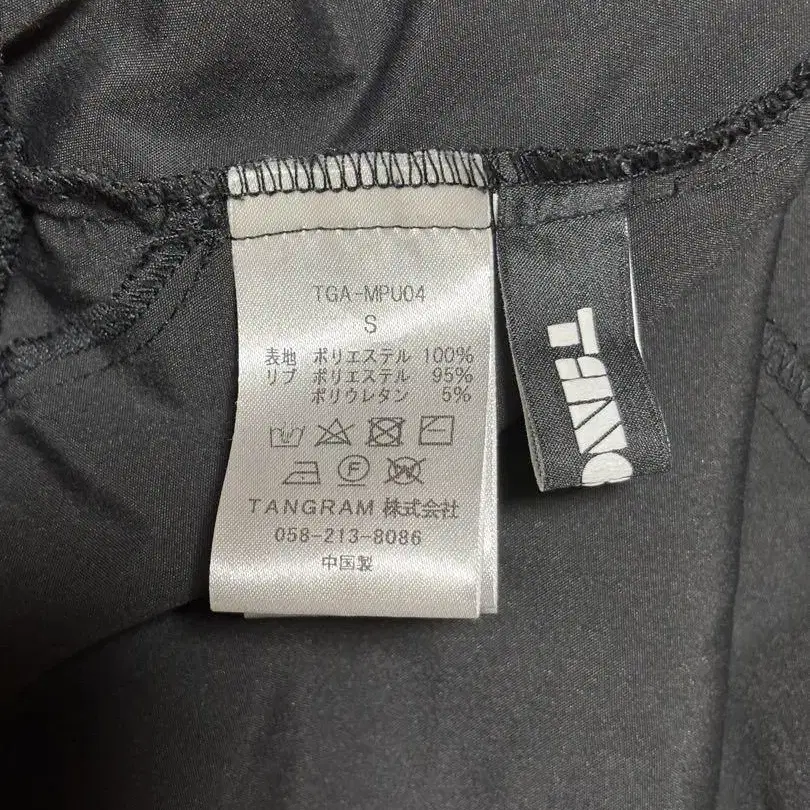 TGA-MPU04
S
表地 ポリエステル 100%
リブ ポリエステル 95%
ポリウレタン 5%
F
W
TANGRAM 株式会社
058-213-8086
中国製